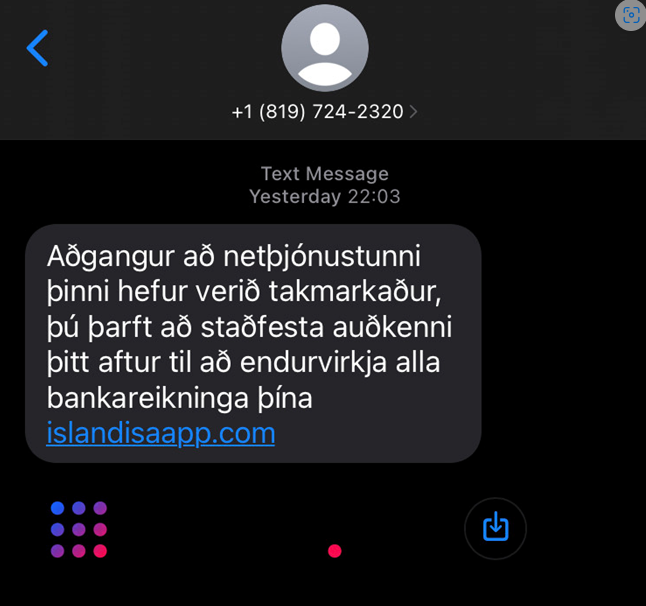 +1 (819) 724-2320
Text Message
Yesterday 22:03
Aðgangur að netþjónustunni
þinni hefur verið takmarkaður,
þú þarft að staðfesta auðkenni
þitt aftur til að endurvirkja alla
bankareikninga þína
islandisaapp.com